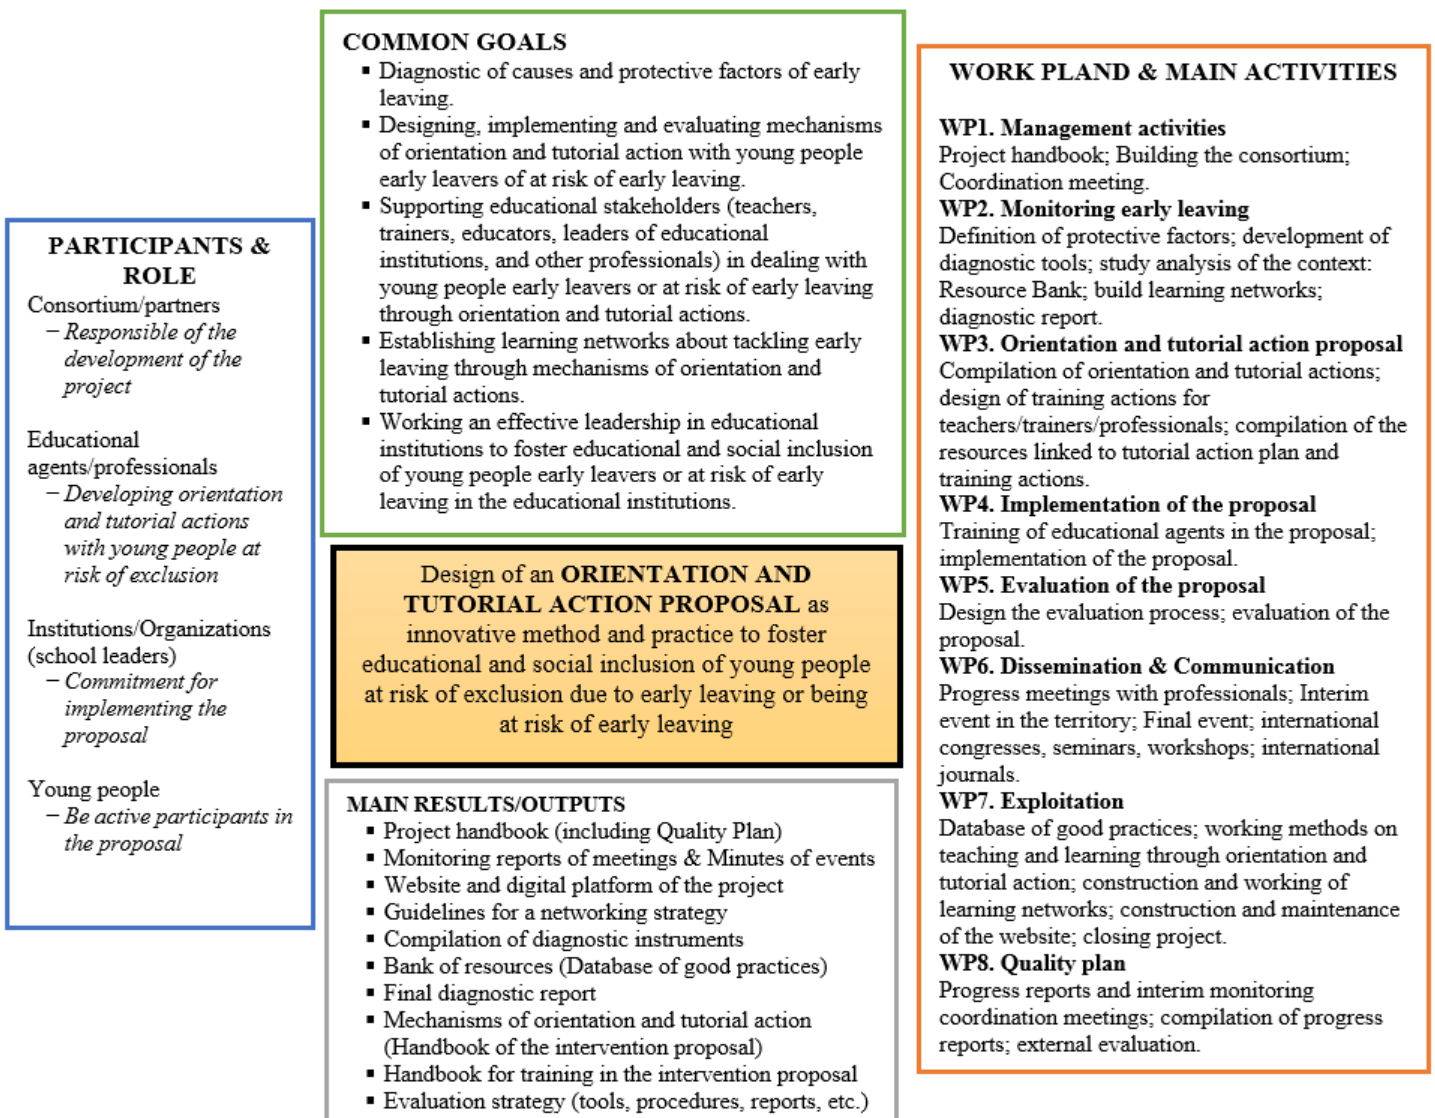 PARTICIPANTS &
ROLE
Consortium/partners
– Responsible of the
development of the
project
Educational
agents/professionals
– Developing orientation
and tutorial actions
with young people at
risk of exclusion
Institutions/Organizations
(school leaders)
– Commitment for
implementing the
proposal
Young people
– Be active participants in
the proposal
COMMON GOALS
▪ Diagnostic of causes and protective factors of early
leaving.
▪ Designing, implementing and evaluating mechanisms
of orientation and tutorial action with young people
early leavers of at risk of early leaving.
▪ Supporting educational stakeholders (teachers,
trainers, educators, leaders of educational
institutions, and other professionals) in dealing with
young people early leavers or at risk of early leaving
through orientation and tutorial actions.
▪ Establishing learning networks about tackling early
leaving through mechanisms of orientation and
tutorial actions.
▪ Working an effective leadership in educational
institutions to foster educational and social inclusion
of young people early leavers or at risk of early
leaving in the educational institutions.
Design of an ORIENTATION AND
TUTORIAL ACTION PROPOSAL as
innovative method and practice to foster
educational and social inclusion of young people
at risk of exclusion due to early leaving or being
at risk of early leaving
MAIN RESULTS/OUTPUTS
▪ Project handbook (including Quality Plan)
▪ Monitoring reports of meetings & Minutes of events
▪ Website and digital platform of the project
▪ Guidelines for a networking strategy
▪ Compilation of diagnostic instruments
▪ Bank of resources (Database of good practices)
▪ Final diagnostic report
▪ Mechanisms of orientation and tutorial action
(Handbook of the intervention proposal)
▪ Handbook for training in the intervention proposal
▪ Evaluation strategy (tools, procedures, reports, etc.)
WORK PLAND & MAIN ACTIVITIES
WP1. Management activities
Project handbook; Building the consortium;
Coordination meeting.
WP2. Monitoring early leaving
Definition of protective factors; development of
diagnostic tools; study analysis of the context:
Resource Bank; build learning networks;
diagnostic report.
WP3. Orientation and tutorial action proposal
Compilation of orientation and tutorial actions;
design of training actions for
teachers/trainers/professionals; compilation of the
resources linked to tutorial action plan and
training actions.
WP4. Implementation of the proposal
Training of educational agents in the proposal;
implementation of the proposal.
WP5. Evaluation of the proposal
Design the evaluation process; evaluation of the
proposal.
WP6. Dissemination & Communication
Progress meetings with professionals; Interim
event in the territory; Final event; international
congresses, seminars, workshops; international
journals.
WP7. Exploitation
Database of good practices; working methods on
teaching and learning through orientation and
tutorial action; construction and working of
learning networks; construction and maintenance
of the website; closing project.
WP8. Quality plan
Progress reports and interim monitoring
coordination meetings; compilation of progress
reports; external evaluation.